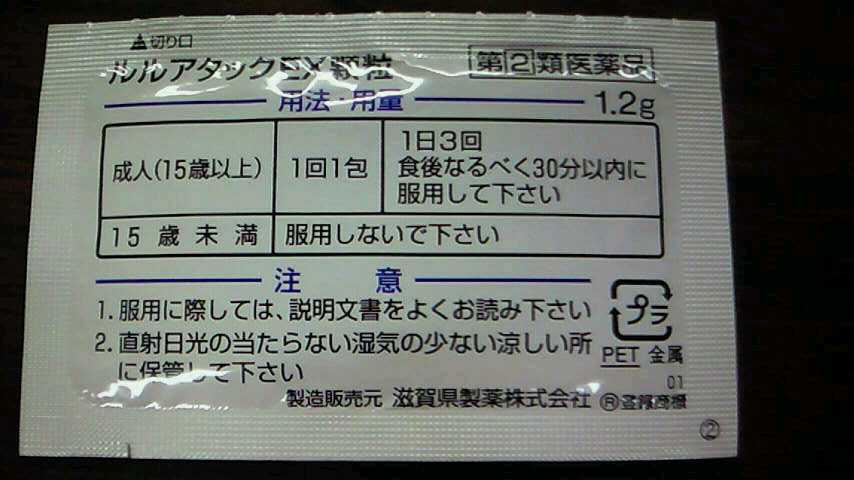 切り口
ルルアタックEX顆粒 第②類医薬品
用法・用量 1.2g
成人(15歳以上) 1回1包 1日3回
食後なるべく30分以内に
服用して下さい
15歳未満 服用しないで下さい
注意
1. 服用に際しては、説明文書をよくお読み下さい
2. 直射日光の当たらない湿気の少ない涼しい所
に保管して下さい
プラ
PET 金属
01
製造販売元 滋賀県製薬株式会社 ®登録商標
②